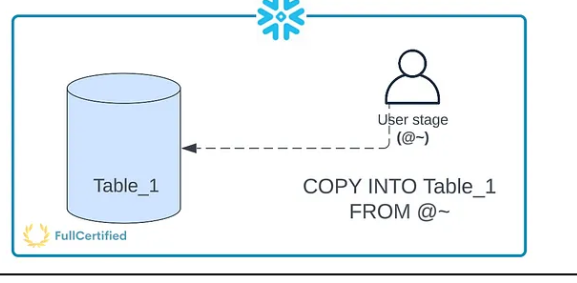 User stage
(@~)
Table_1
COPY INTO Table_1
FROM @~
FullCertified